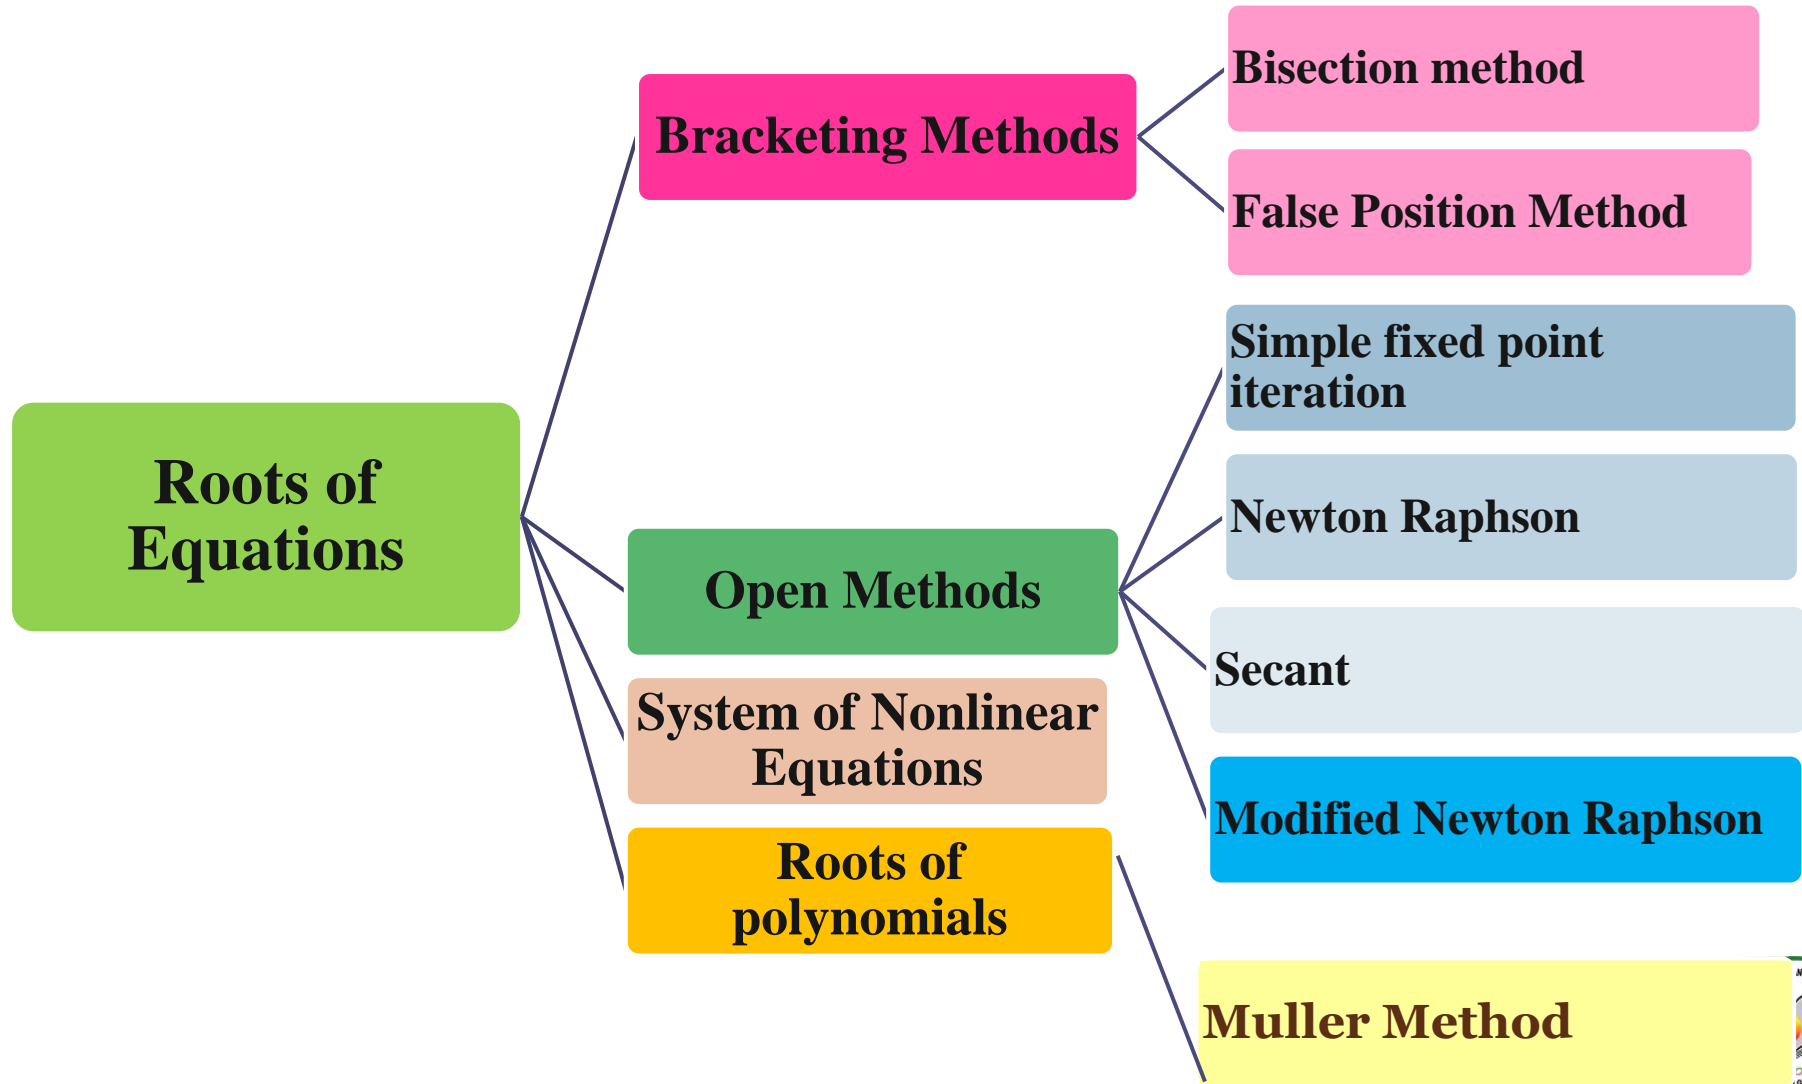 Roots of
Equations
Bracketing Methods
Bisection method
False Position Method
Open Methods
Simple fixed point
iteration
Newton Raphson
Secant
Modified Newton Raphson
System of Nonlinear
Equations
Roots of
polynomials
Muller Method